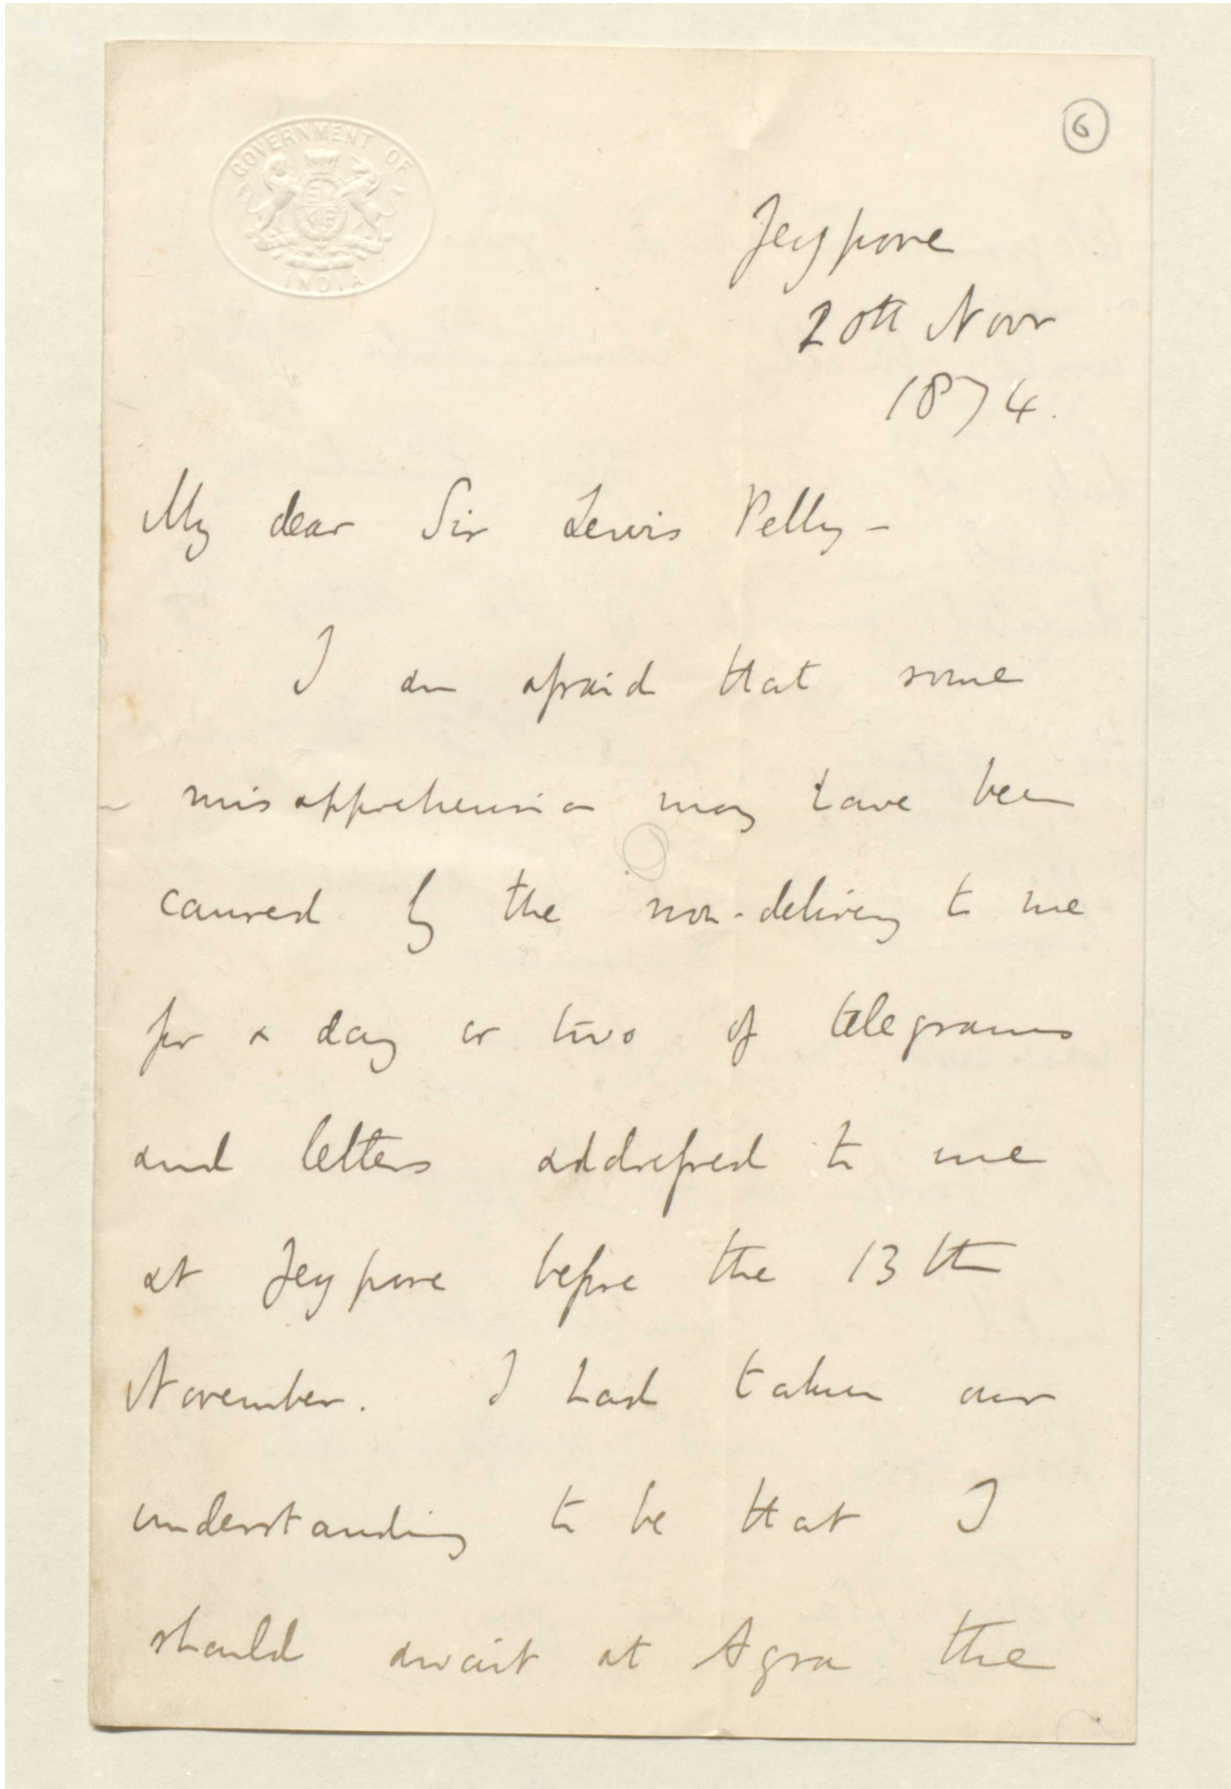 GOVERNMENT OF
INDIA
6
Jeypore
20th Novr
1874.
My dear Sir Lewis Pelly -
I am afraid that some
misapprehension may have been
caused by the non-delivery to me
for a day or two of telegrams
and letters addressed to me
at Jeypore before the 13th
November. I had taken our
understanding to be that I
should await at Agra the